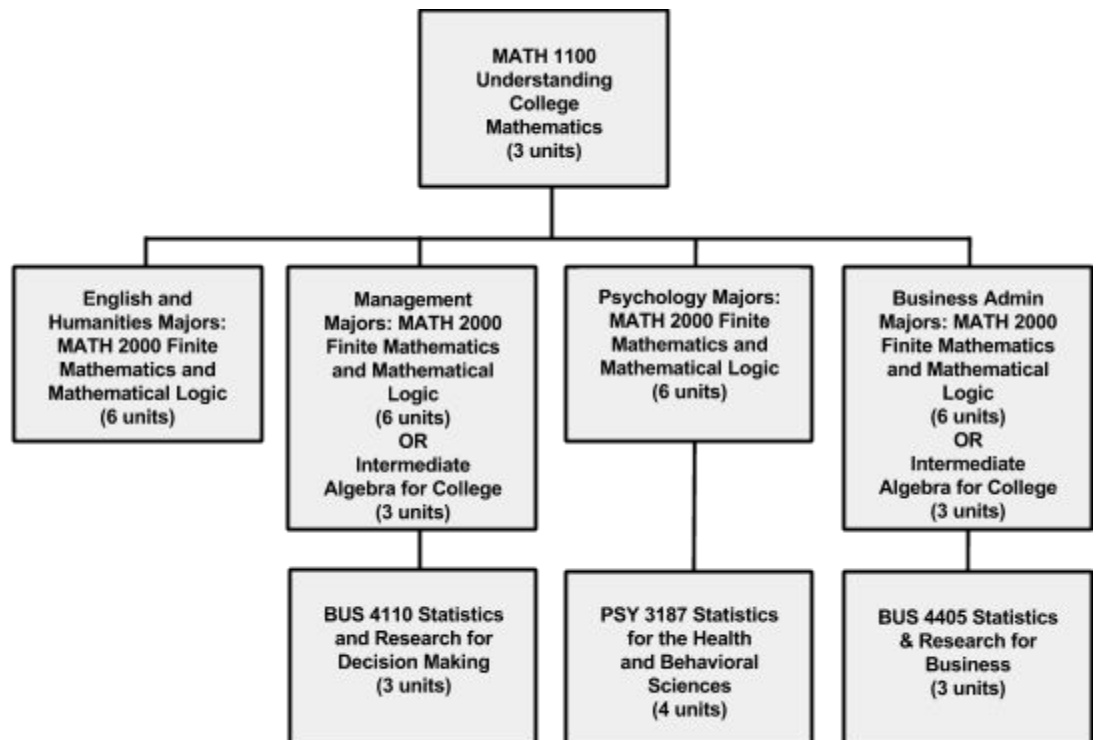 MATH 1100
Understanding
College
Mathematics
(3 units)
English and
Humanities Majors:
MATH 2000 Finite
Mathematics and
Mathematical Logic
(6 units)
Management
Majors: MATH 2000
Finite Mathematics
and Mathematical
Logic
(6 units)
OR
Intermediate
Algebra for College
(3 units)
Psychology Majors:
MATH 2000 Finite
Mathematics and
Mathematical Logic
(6 units)
Business Admin
Majors: MATH 2000
Finite Mathematics
and Mathematical
Logic
(6 units)
OR
Intermediate
Algebra for College
(3 units)
BUS 4110 Statistics
and Research for
Decision Making
(3 units)
PSY 3187 Statistics
for the Health
and Behavioral
Sciences
(4 units)
BUS 4405 Statistics
& Research for
Business
(3 units)